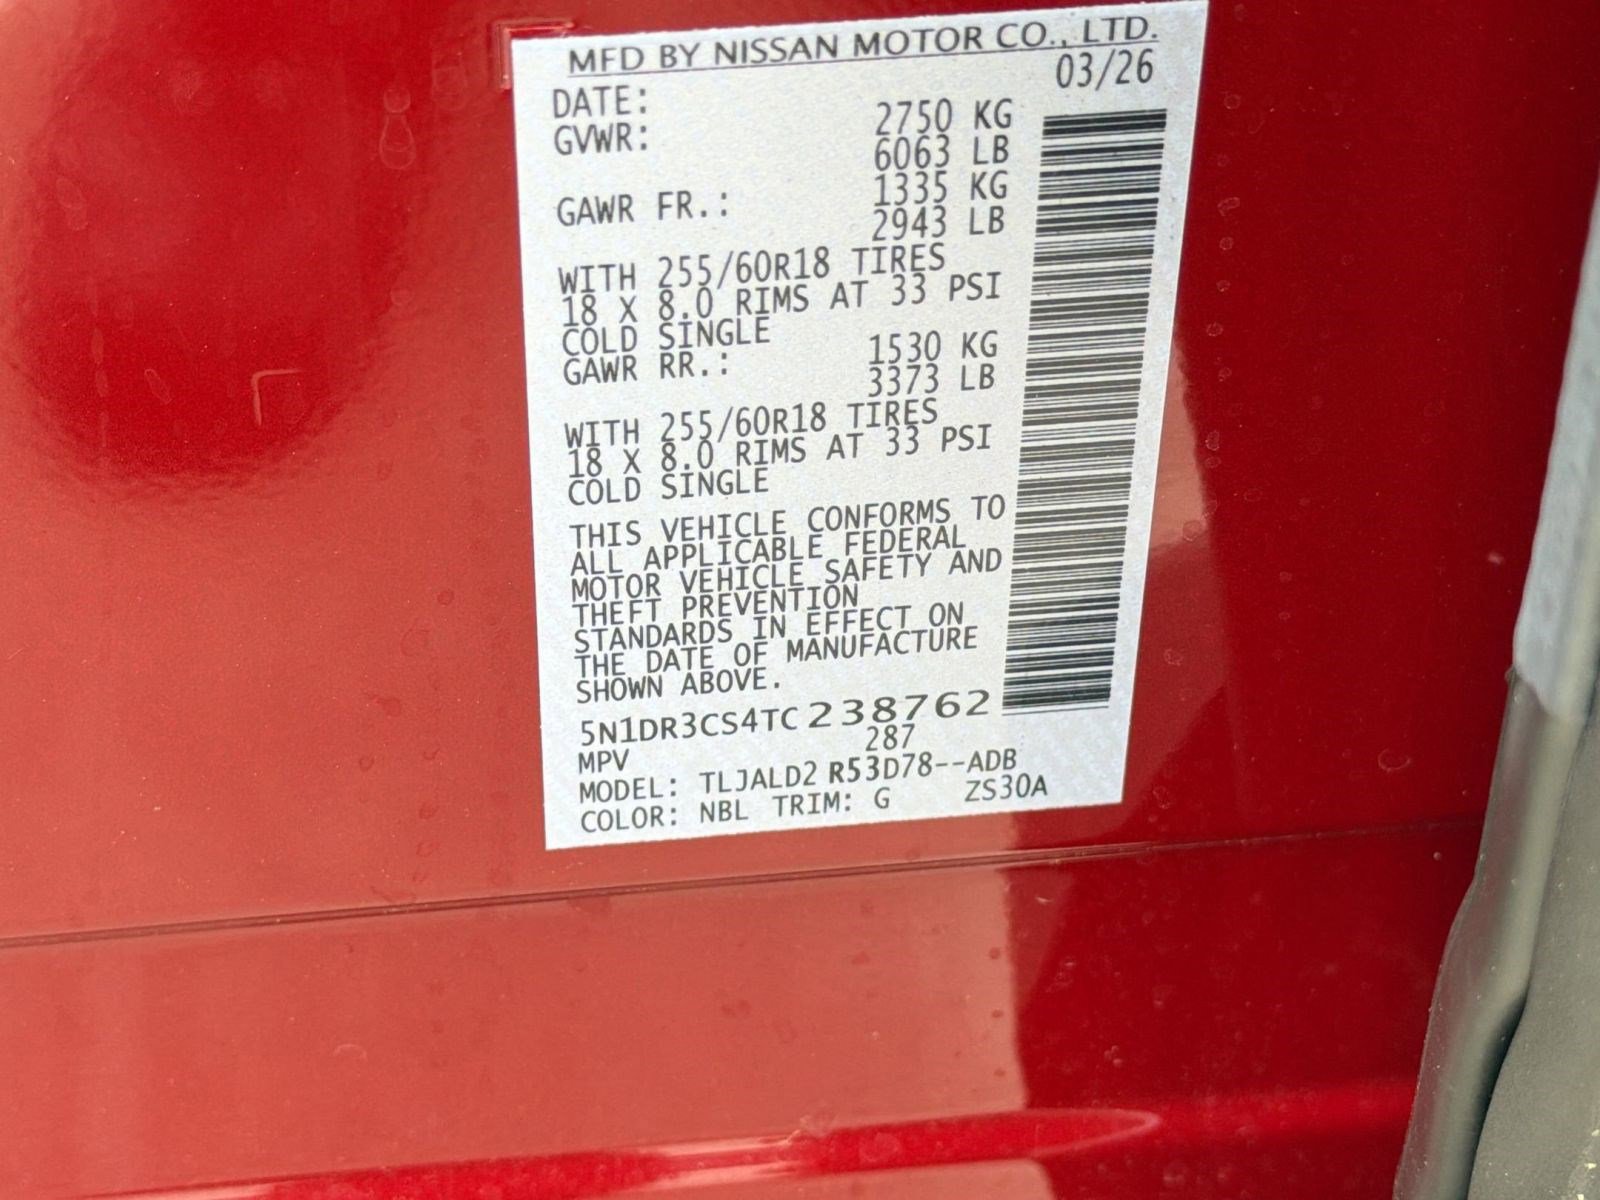 MFD BY NISSAN MOTOR CO., LTD.
DATE: 03/26
GVWR: 2750 KG
6063 LB
GAWR FR.: 1335 KG
2943 LB
WITH 255/60R18 TIRES
18 X 8.0 RIMS AT 33 PSI
COLD SINGLE
GAWR RR.: 1530 KG
3373 LB
WITH 255/60R18 TIRES
18 X 8.0 RIMS AT 33 PSI
COLD SINGLE
THIS VEHICLE CONFORMS TO
ALL APPLICABLE FEDERAL
MOTOR VEHICLE SAFETY AND
THEFT PREVENTION
STANDARDS IN EFFECT ON
THE DATE OF MANUFACTURE
SHOWN ABOVE.
5N1DR3CS4TC238762
MPV 287
MODEL: TLJALD2 R53D78--ADB
COLOR: NBL TRIM: G ZS30A